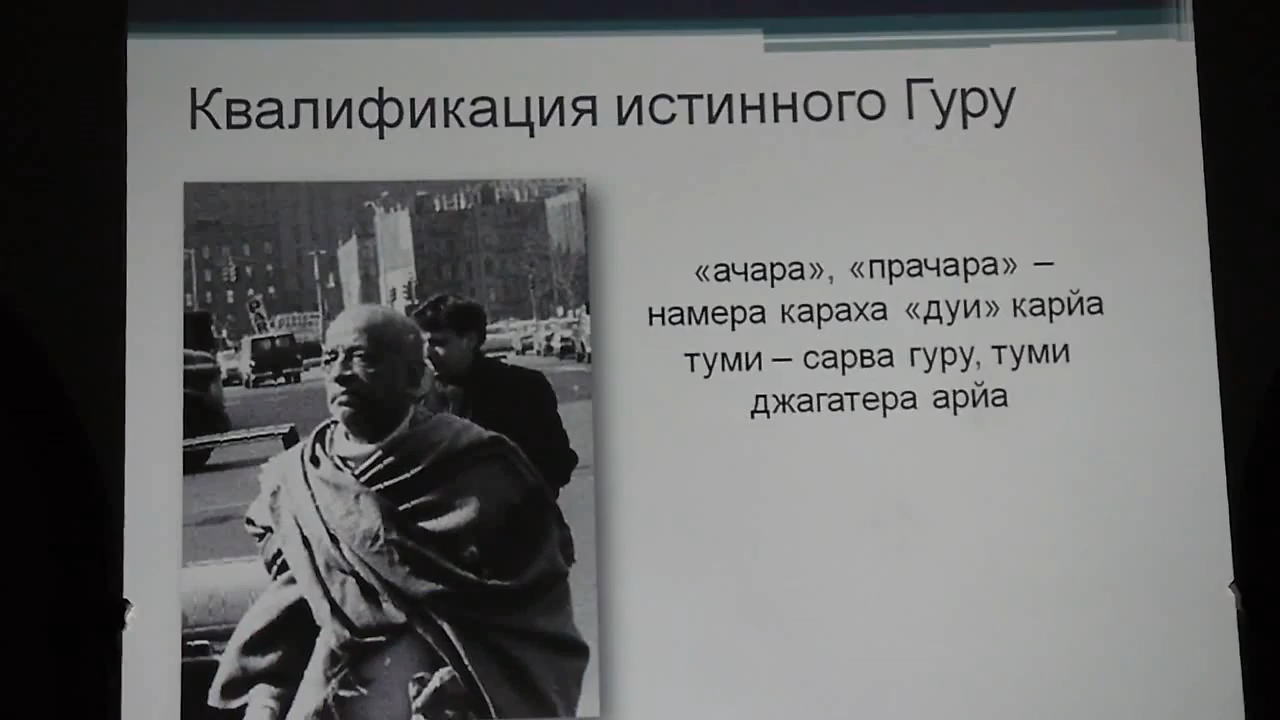 Квалификация истинного Гуру
«ачара», «прачара» –
намера караха «дуи» карйа
туми – сарва гуру, туми
джагатера арйа